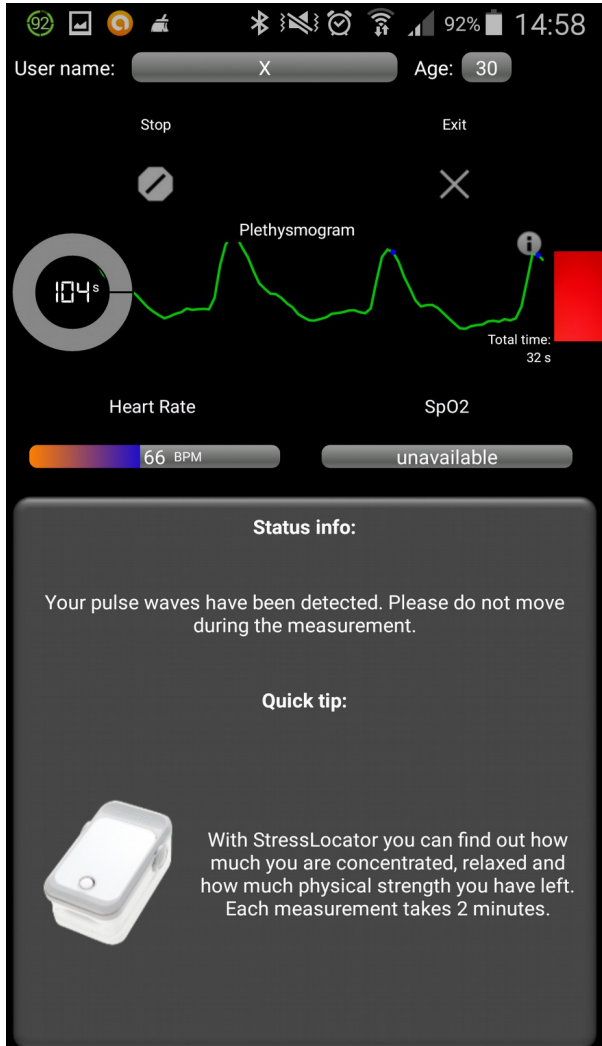 92 92% 14:58
User name: X Age: 30
Stop Exit
Plethysmogram
104 s
Total time:
32 s
Heart Rate SpO2
66 BPM unavailable
Status info:
Your pulse waves have been detected. Please do not move
during the measurement.
Quick tip:
With StressLocator you can find out how
much you are concentrated, relaxed and
how much physical strength you have left.
Each measurement takes 2 minutes.